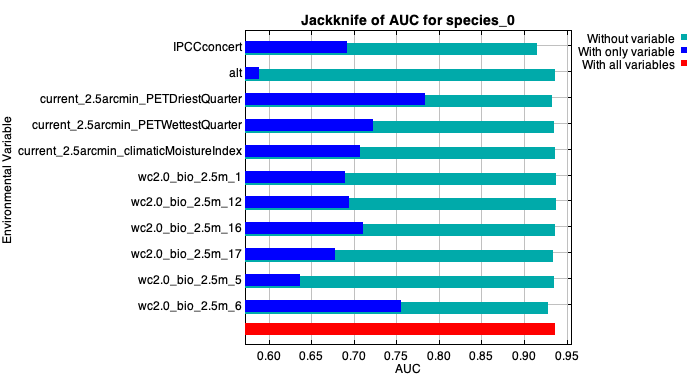 Jackknife of AUC for species_0
Without variable
With only variable
With all variables
Environmental Variable
IPCCconcert
alt
current_2.5arcmin_PETDriestQuarter
current_2.5arcmin_PETWettestQuarter
current_2.5arcmin_climaticMoistureIndex
wc2.0_bio_2.5m_1
wc2.0_bio_2.5m_12
wc2.0_bio_2.5m_16
wc2.0_bio_2.5m_17
wc2.0_bio_2.5m_5
wc2.0_bio_2.5m_6
0.60 0.65 0.70 0.75 0.80 0.85 0.90 0.95
AUC